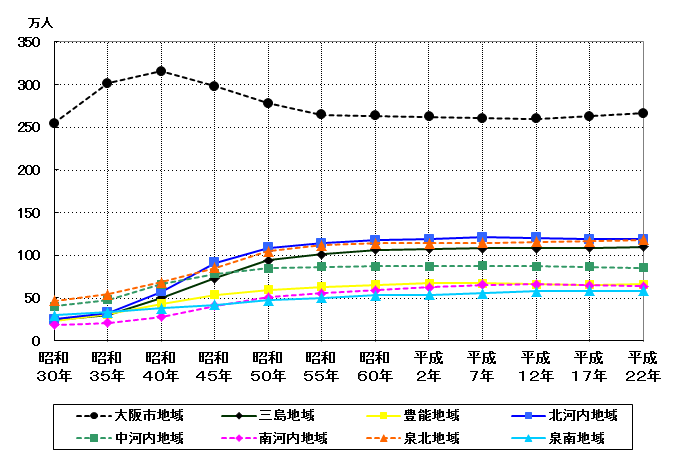 万人
350
300
250
200
150
100
50
0
昭和 昭和 昭和 昭和 昭和 昭和 昭和 平成 平成 平成 平成 平成
30年 35年 40年 45年 50年 55年 60年 2年 7年 12年 17年 22年
大阪市地域 三島地域 豊能地域 北河内地域
中河内地域 南河内地域 泉北地域 泉南地域